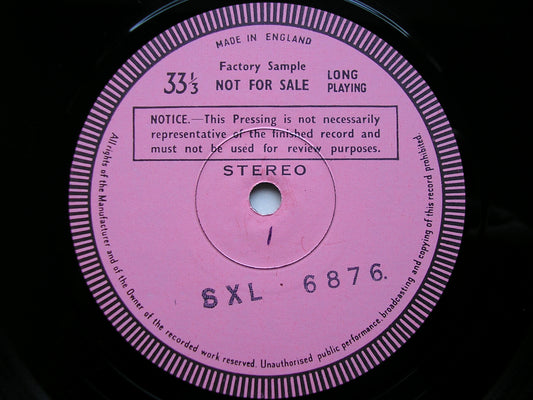 MADE IN ENGLAND
Factory Sample
33⅓ NOT FOR SALE LONG PLAYING
NOTICE.—This Pressing is not necessarily
representative of the finished record and
must not be used for review purposes.
STEREO
1
SXL · 6876.
All rights of the Manufacturer and of the Owner of the recorded work reserved. Unauthorised public performance, broadcasting and copying of this record prohibited.